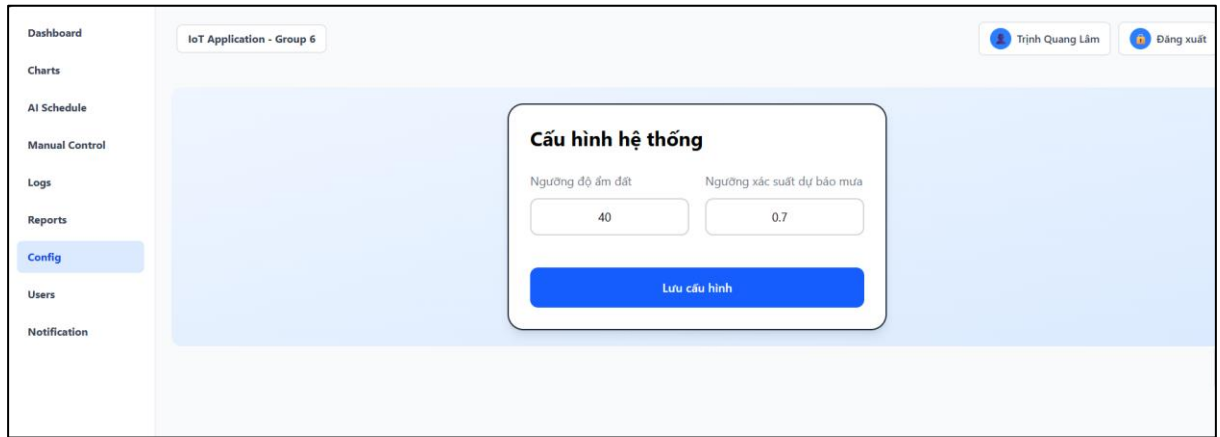 Dashboard
Charts
AI Schedule
Manual Control
Logs
Reports
Config
Users
Notification
IoT Application - Group 6
Trịnh Quang Lâm
Đăng xuất
Cấu hình hệ thống
Ngưỡng độ ẩm đất
Ngưỡng xác suất dự báo mưa
40
0.7
Lưu cấu hình